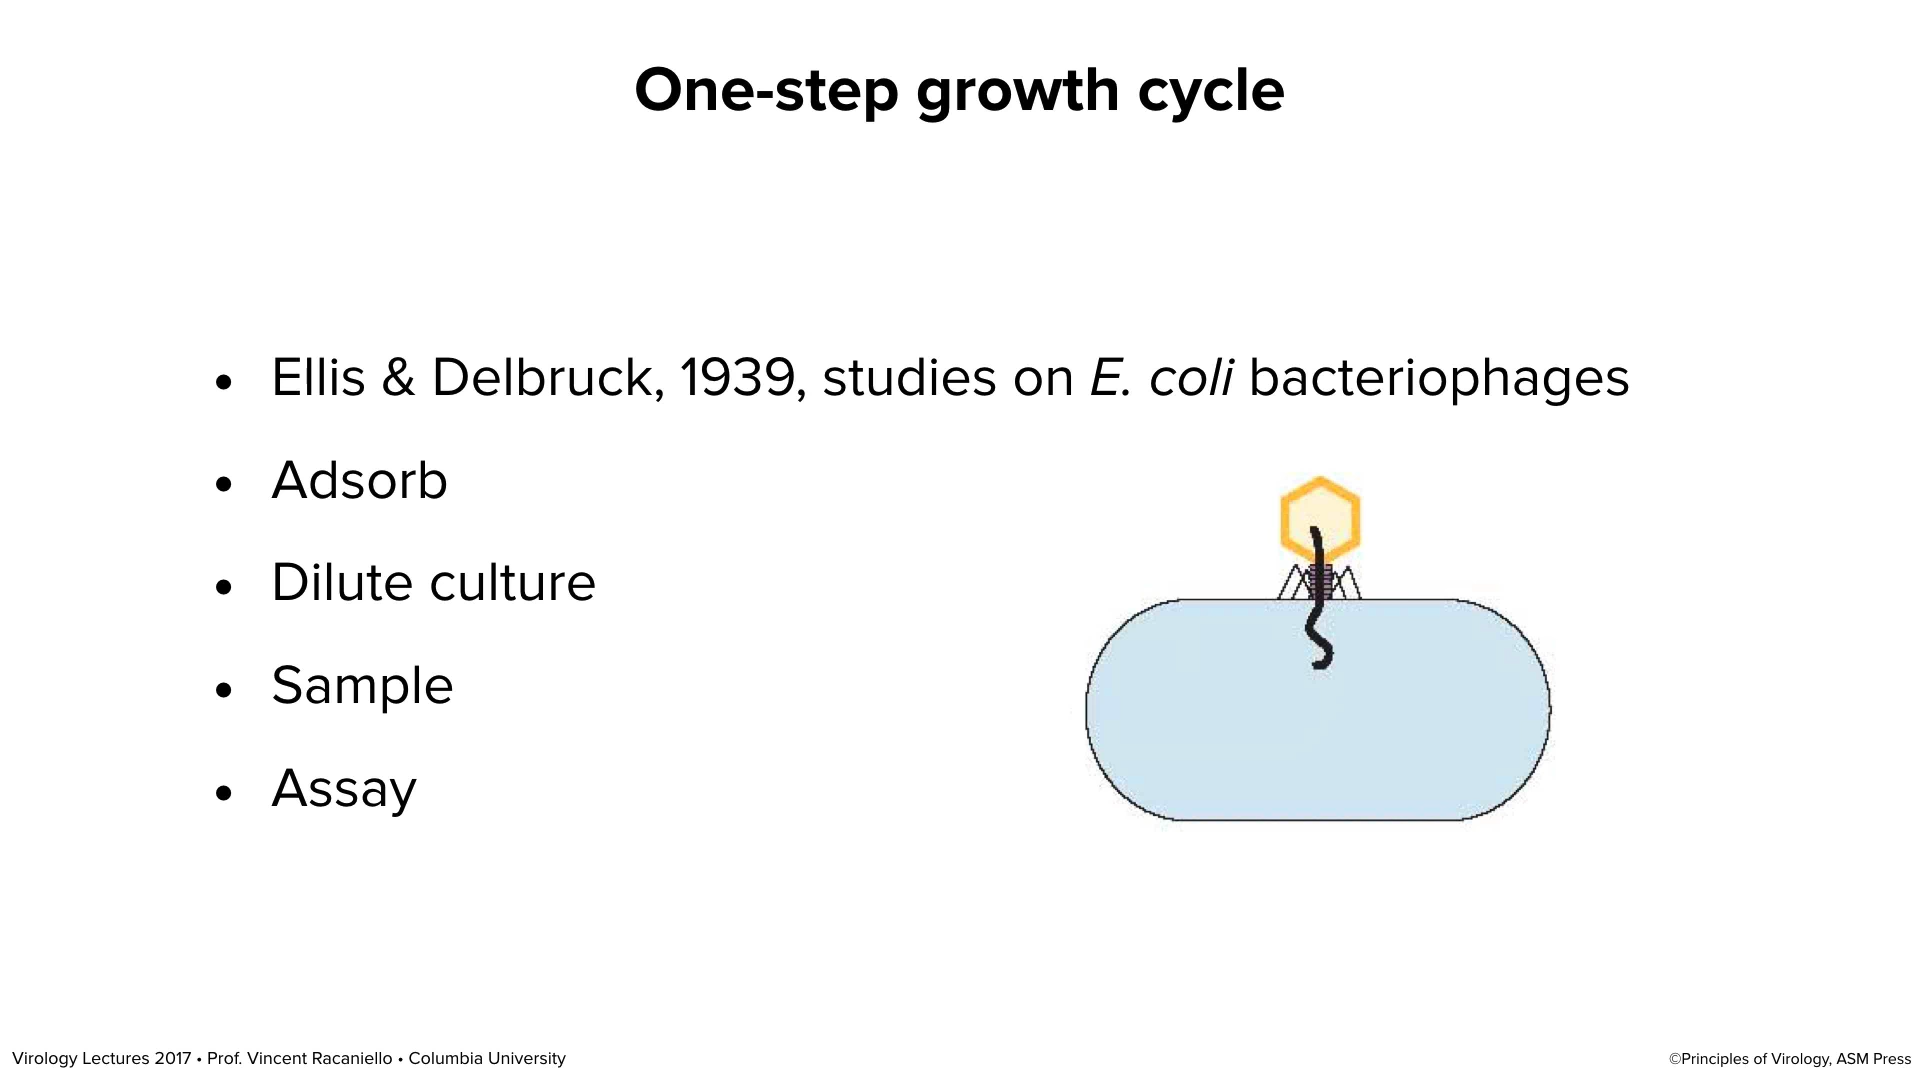 One-step growth cycle
• Ellis & Delbruck, 1939, studies on E. coli bacteriophages
• Adsorb
• Dilute culture
• Sample
• Assay
Virology Lectures 2017 • Prof. Vincent Racaniello • Columbia University
©Principles of Virology, ASM Press